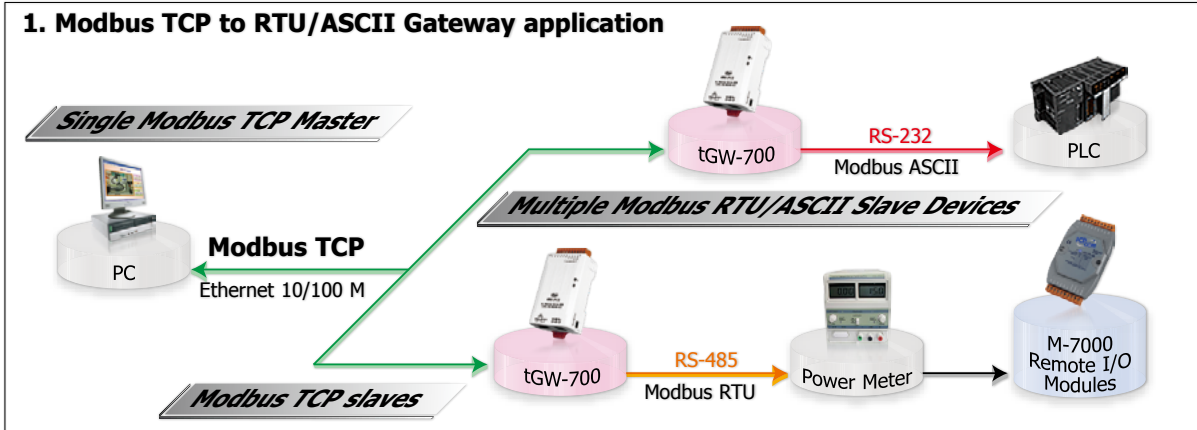 1. Modbus TCP to RTU/ASCII Gateway application
Single Modbus TCP Master
tGW-700
RS-232
Modbus ASCII
PLC
Multiple Modbus RTU/ASCII Slave Devices
PC
Modbus TCP
Ethernet 10/100 M
tGW-700
RS-485
Modbus RTU
Power Meter
M-7000
Remote I/O
Modules
Modbus TCP slaves